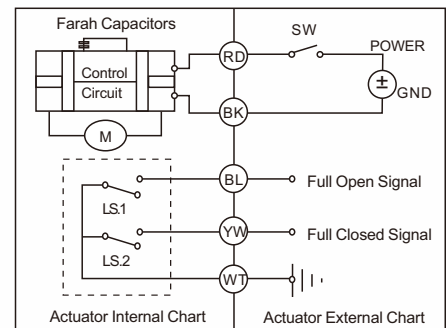 Farah Capacitors
SW
RD
POWER
Control
Circuit
±
GND
BK
M
BL
Full Open Signal
LS.1
YW
Full Closed Signal
LS.2
WT
Actuator Internal Chart
Actuator External Chart